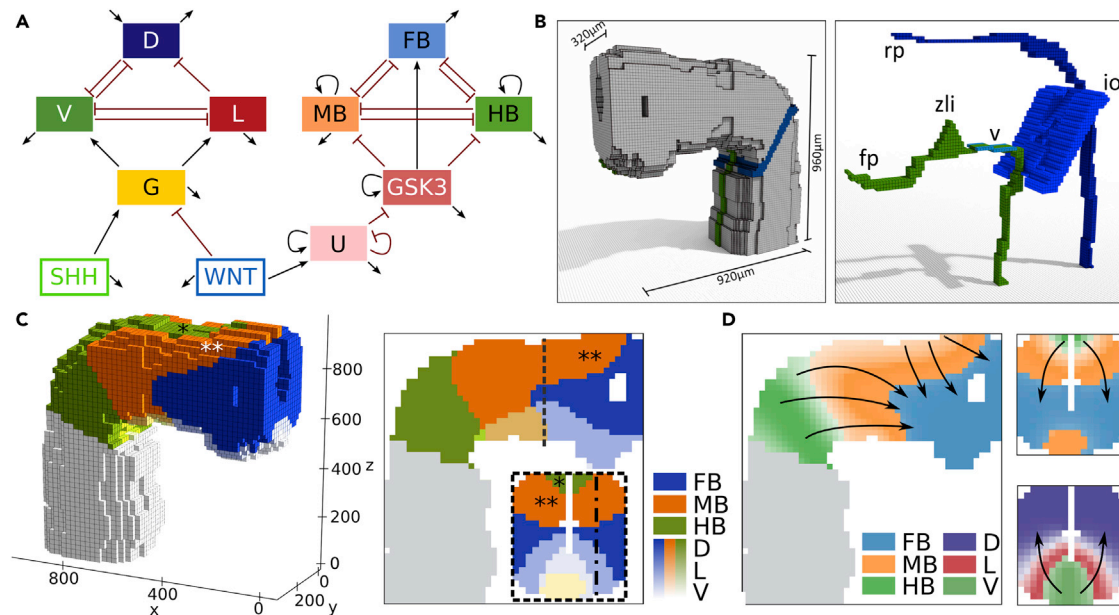 A
D
FB
V
L
MB
HB
G
GSK3
U
SHH
WNT
B
320µm
960µm
920µm
rp
io
zli
v
fp
C
*
**
800
600
400
z
200
0
800
400
0
200
0
x
y
**
*
**
FB
MB
HB
D
L
V
D
FB
MB
HB
D
L
V